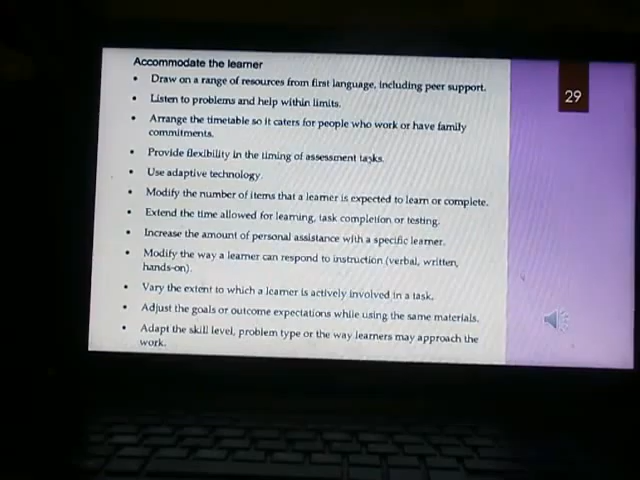 Accommodate the learner
• Draw on a range of resources from first language, including peer support.
• Listen to problems and help within limits.
• Arrange the timetable so it caters for people who work or have family
commitments.
• Provide flexibility in the timing of assessment tasks.
• Use adaptive technology.
• Modify the number of items that a learner is expected to learn or complete.
• Extend the time allowed for learning, task completion or testing.
• Increase the amount of personal assistance with a specific learner.
• Modify the way a learner can respond to instruction (verbal, written,
hands-on).
• Vary the extent to which a learner is actively involved in a task.
• Adjust the goals or outcome expectations while using the same materials.
• Adapt the skill level, problem type or the way learners may approach the
work.
29